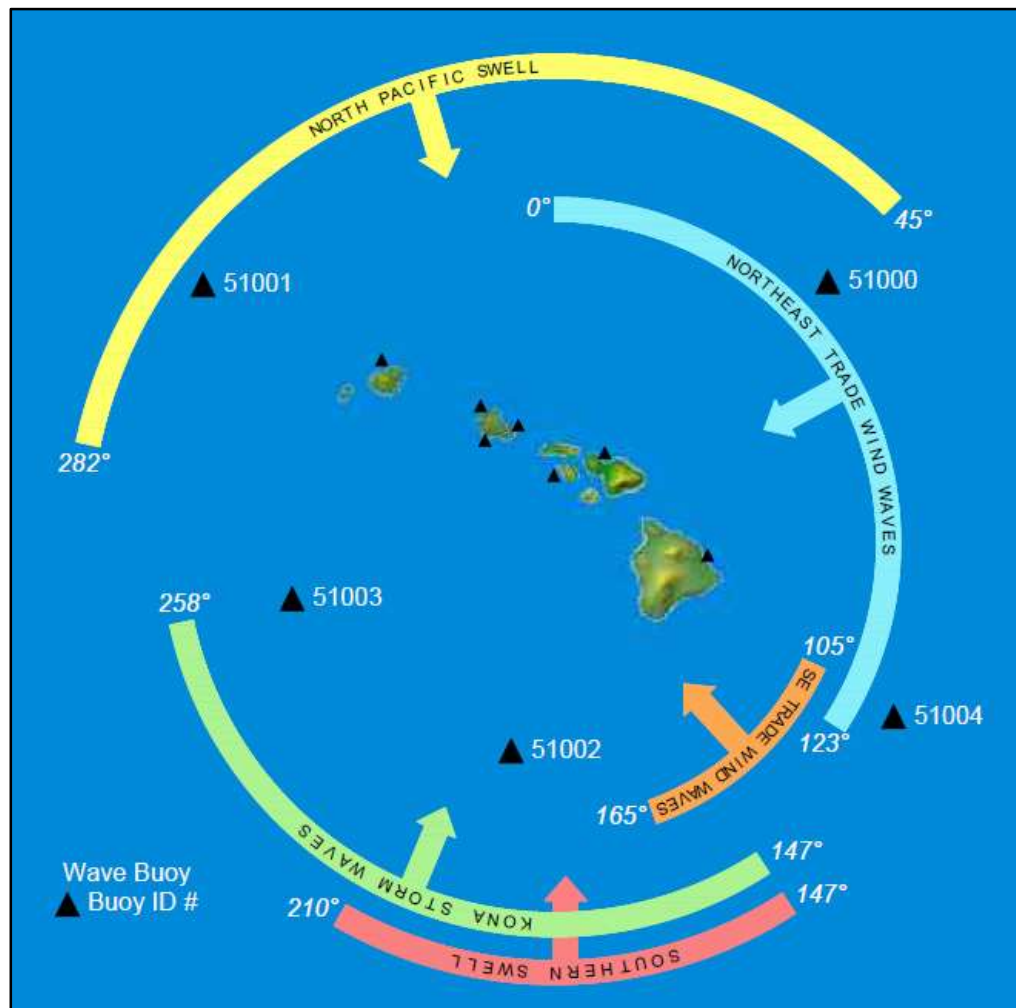 NORTH PACIFIC SWELL
0°
45°
51001
51000
NORTHEAST TRADE WIND WAVES
282°
51003
258°
105°
51004
123°
SE TRADE WIND WAVES
51002
165°
KONA STORM WAVES
147°
147°
Wave Buoy
Buoy ID #
210°
SOUTHERN SWELL